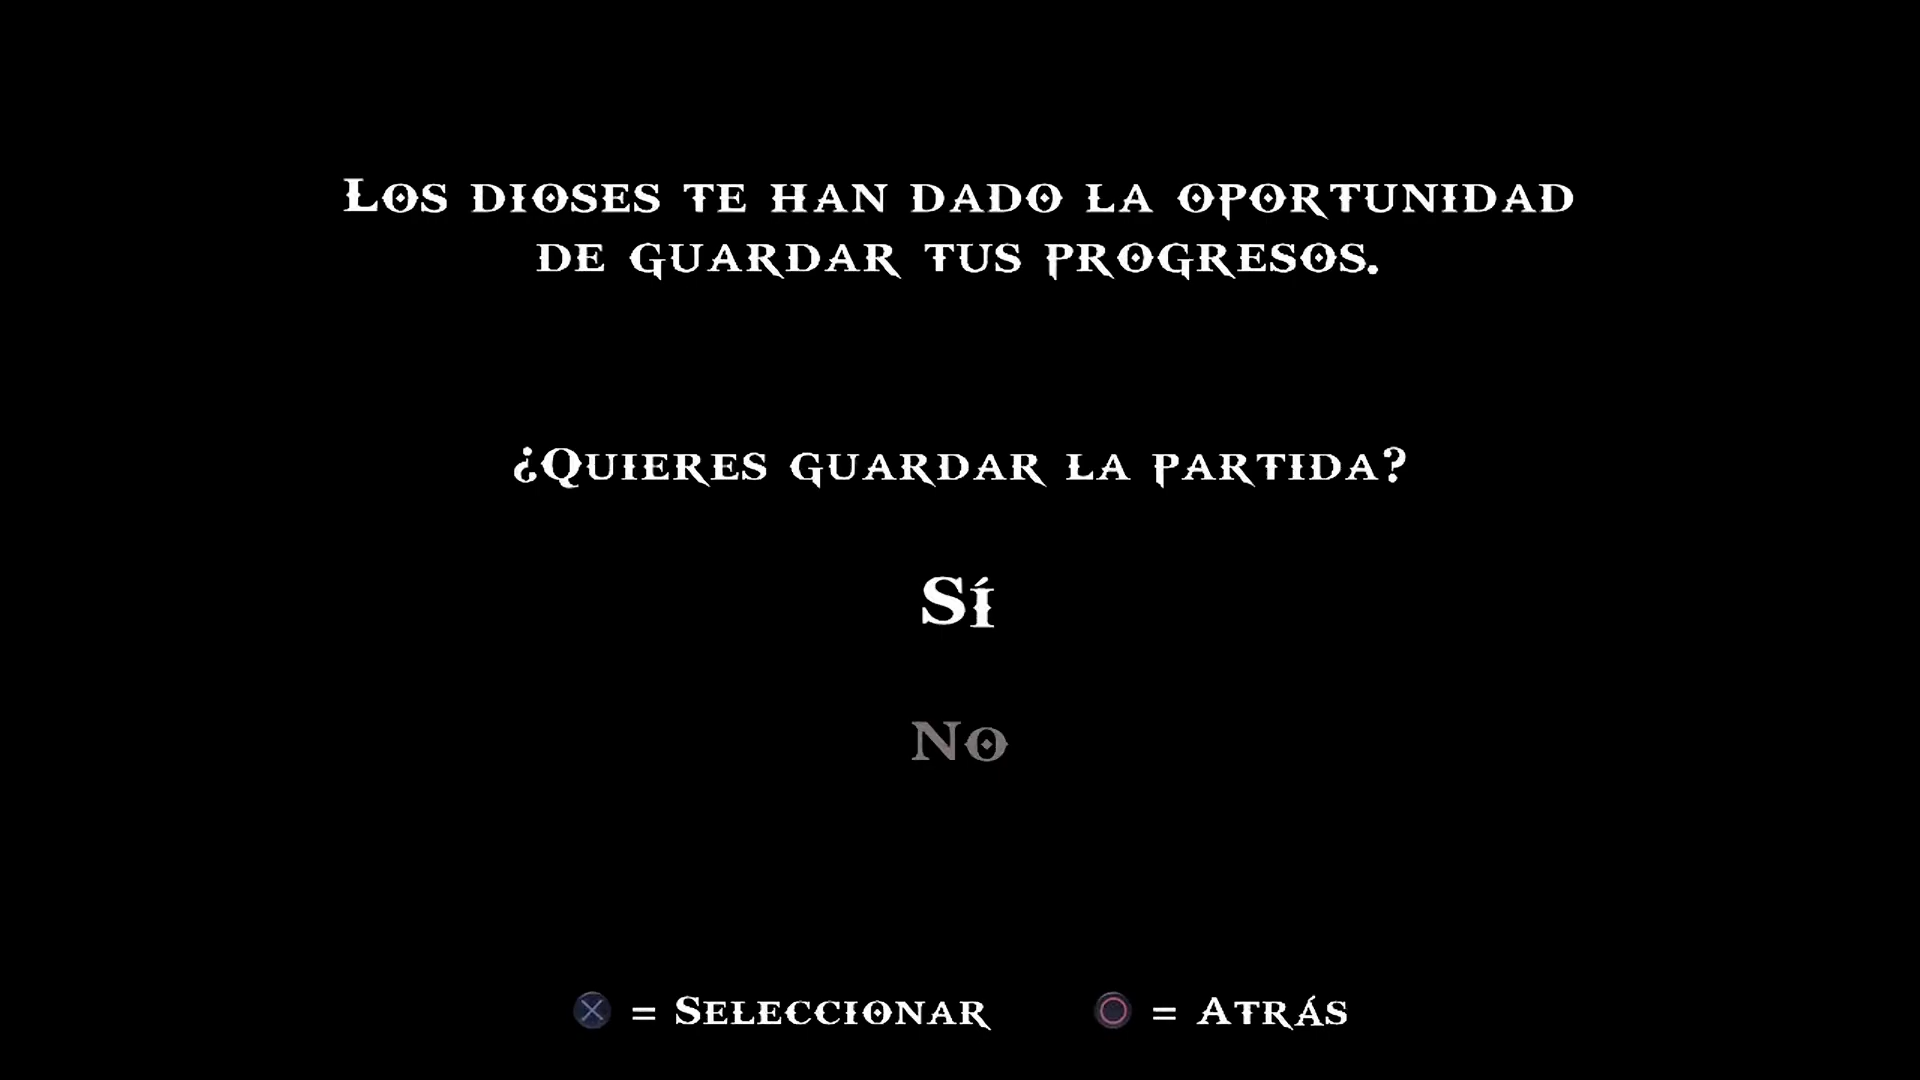 Los dioses te han dado la oportunidad
de guardar tus progresos.
¿Quieres guardar la partida?
Sí
No
= Seleccionar = Atrás